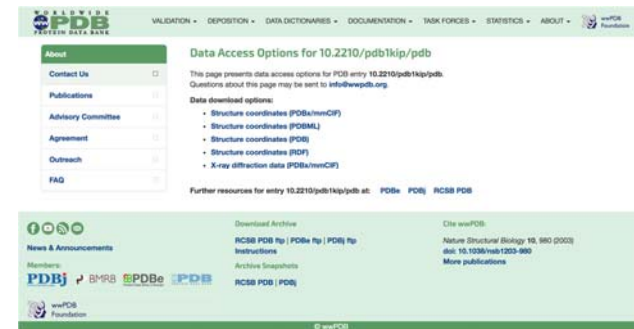 WORLDWIDE
PDB
PROTEIN DATA BANK
VALIDATION DEPOSITION DATA DICTIONARIES DOCUMENTATION TASK FORCES STATISTICS ABOUT
wwPDB
Foundation
About
Contact Us
Publications
Advisory Committee
Agreement
Outreach
FAQ
Data Access Options for 10.2210/pdb1kip/pdb
This page presents data access options for PDB entry 10.2210/pdb1kip/pdb.
Questions about this page may be sent to info@wwpdb.org.
Data download options:
• Structure coordinates (PDBx/mmCIF)
• Structure coordinates (PDBML)
• Structure coordinates (PDB)
• Structure coordinates (RDF)
• X-ray diffraction data (PDBx/mmCIF)
Further resources for entry 10.2210/pdb1kip/pdb at: PDBe PDBj RCSB PDB
News & Announcements
Members:
PDBj BMRB PDBe PDB
wwPDB
Foundation
Download Archive
RCSB PDB ftp | PDBe ftp | PDBj ftp
Instructions
Archive Snapshots
RCSB PDB | PDBj
Cite wwPDB:
Nature Structural Biology 10, 980 (2003)
doi: 10.1038/nsb1203-980
More publications
© wwPDB